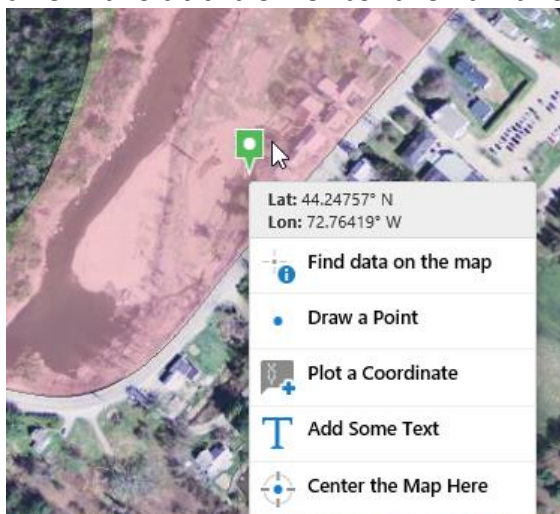 Lat: 44.24757° N
Lon: 72.76419° W
Find data on the map
Draw a Point
Plot a Coordinate
Add Some Text
Center the Map Here